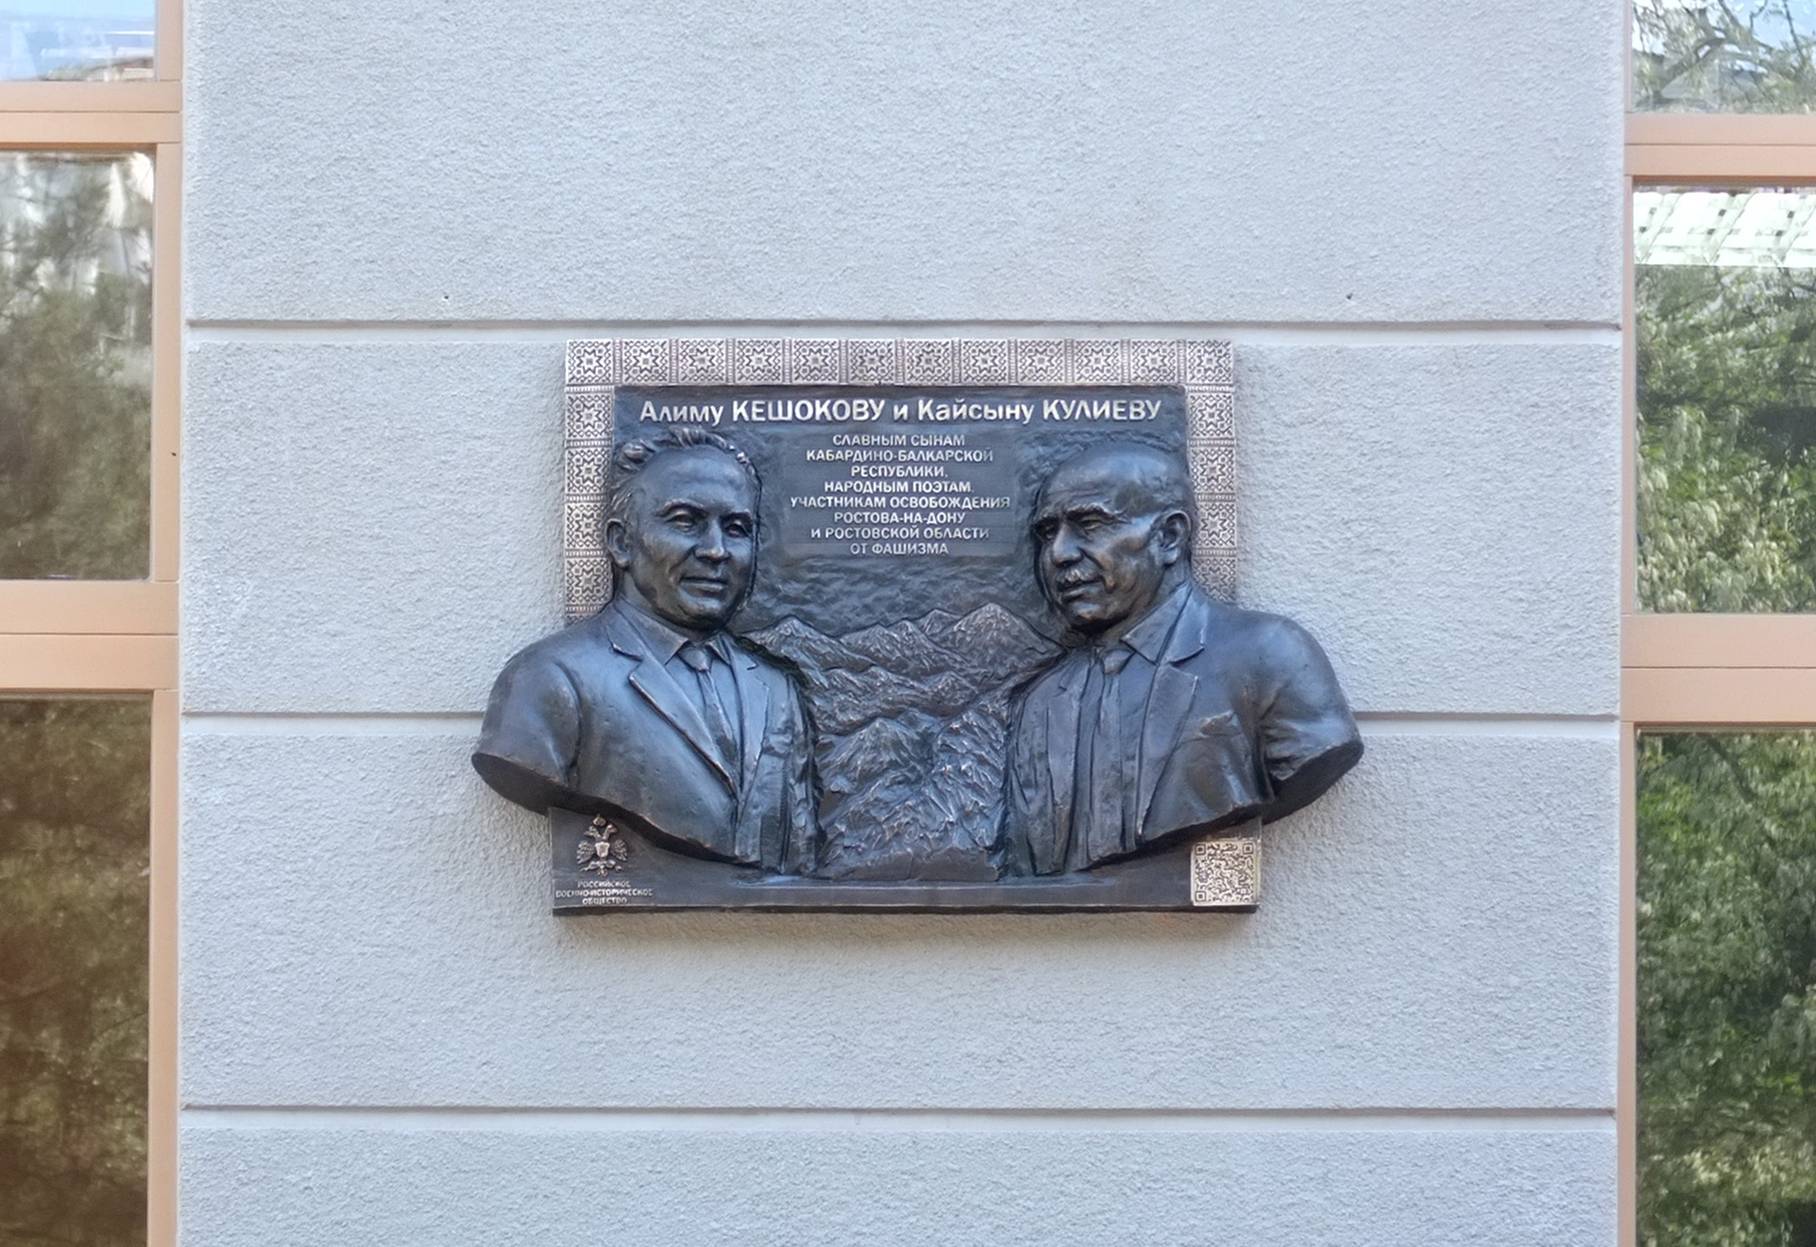 Алиму КЕШОКОВУ и Кайсыну КУЛИЕВУ
СЛАВНЫМ СЫНАМ
КАБАРДИНО-БАЛКАРСКОЙ
РЕСПУБЛИКИ,
НАРОДНЫМ ПОЭТАМ,
УЧАСТНИКАМ ОСВОБОЖДЕНИЯ
РОСТОВА-НА-ДОНУ
И РОСТОВСКОЙ ОБЛАСТИ
ОТ ФАШИЗМА
РОССИЙСКОЕ
ВОЕННО-ИСТОРИЧЕСКОЕ
ОБЩЕСТВО